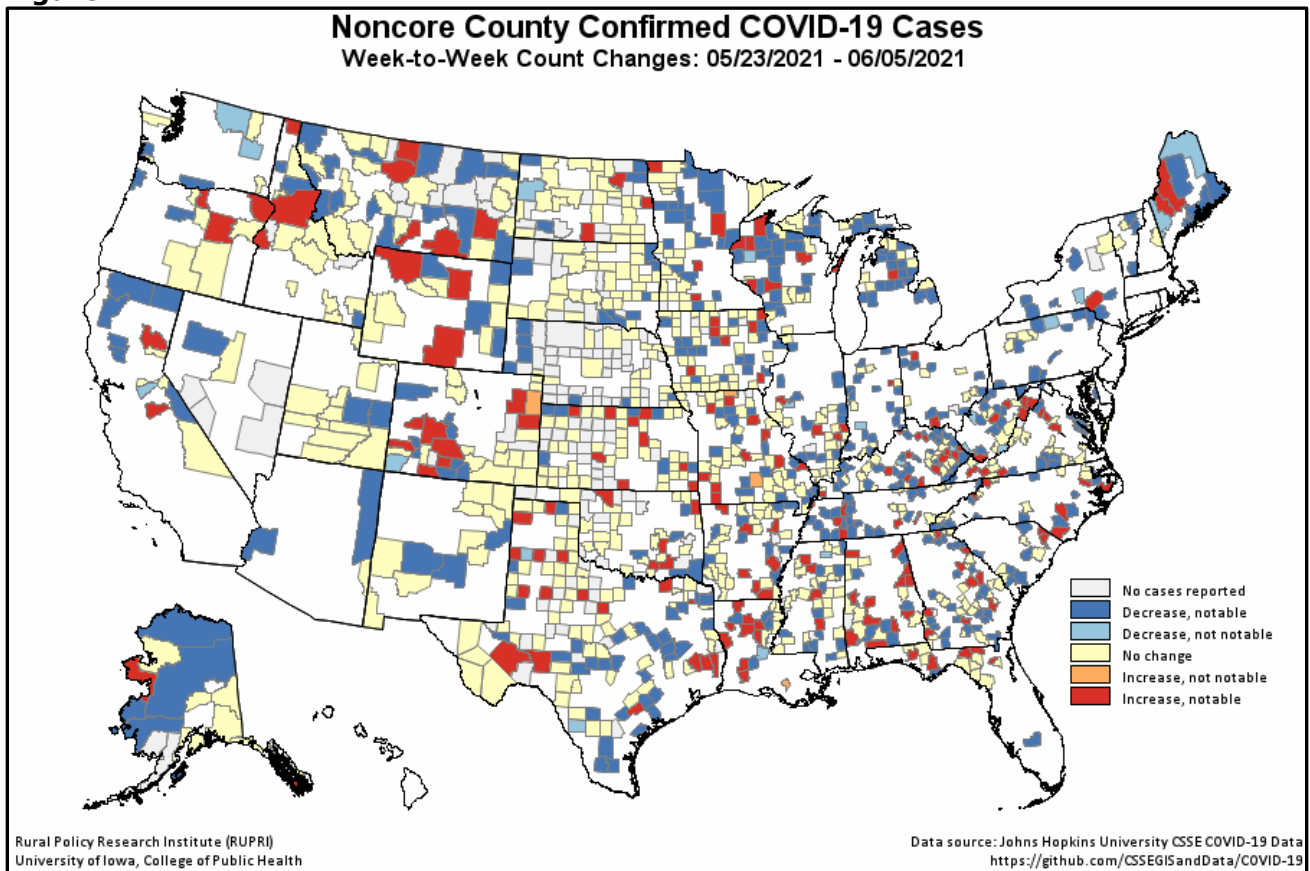 Noncore County Confirmed COVID-19 Cases
Week-to-Week Count Changes: 05/23/2021 - 06/05/2021
No cases reported
Decrease, notable
Decrease, not notable
No change
Increase, not notable
Increase, notable
Rural Policy Research Institute (RUPRI)
University of Iowa, College of Public Health
Data source: Johns Hopkins University CSSE COVID-19 Data
https://github.com/CSSEGISandData/COVID-19